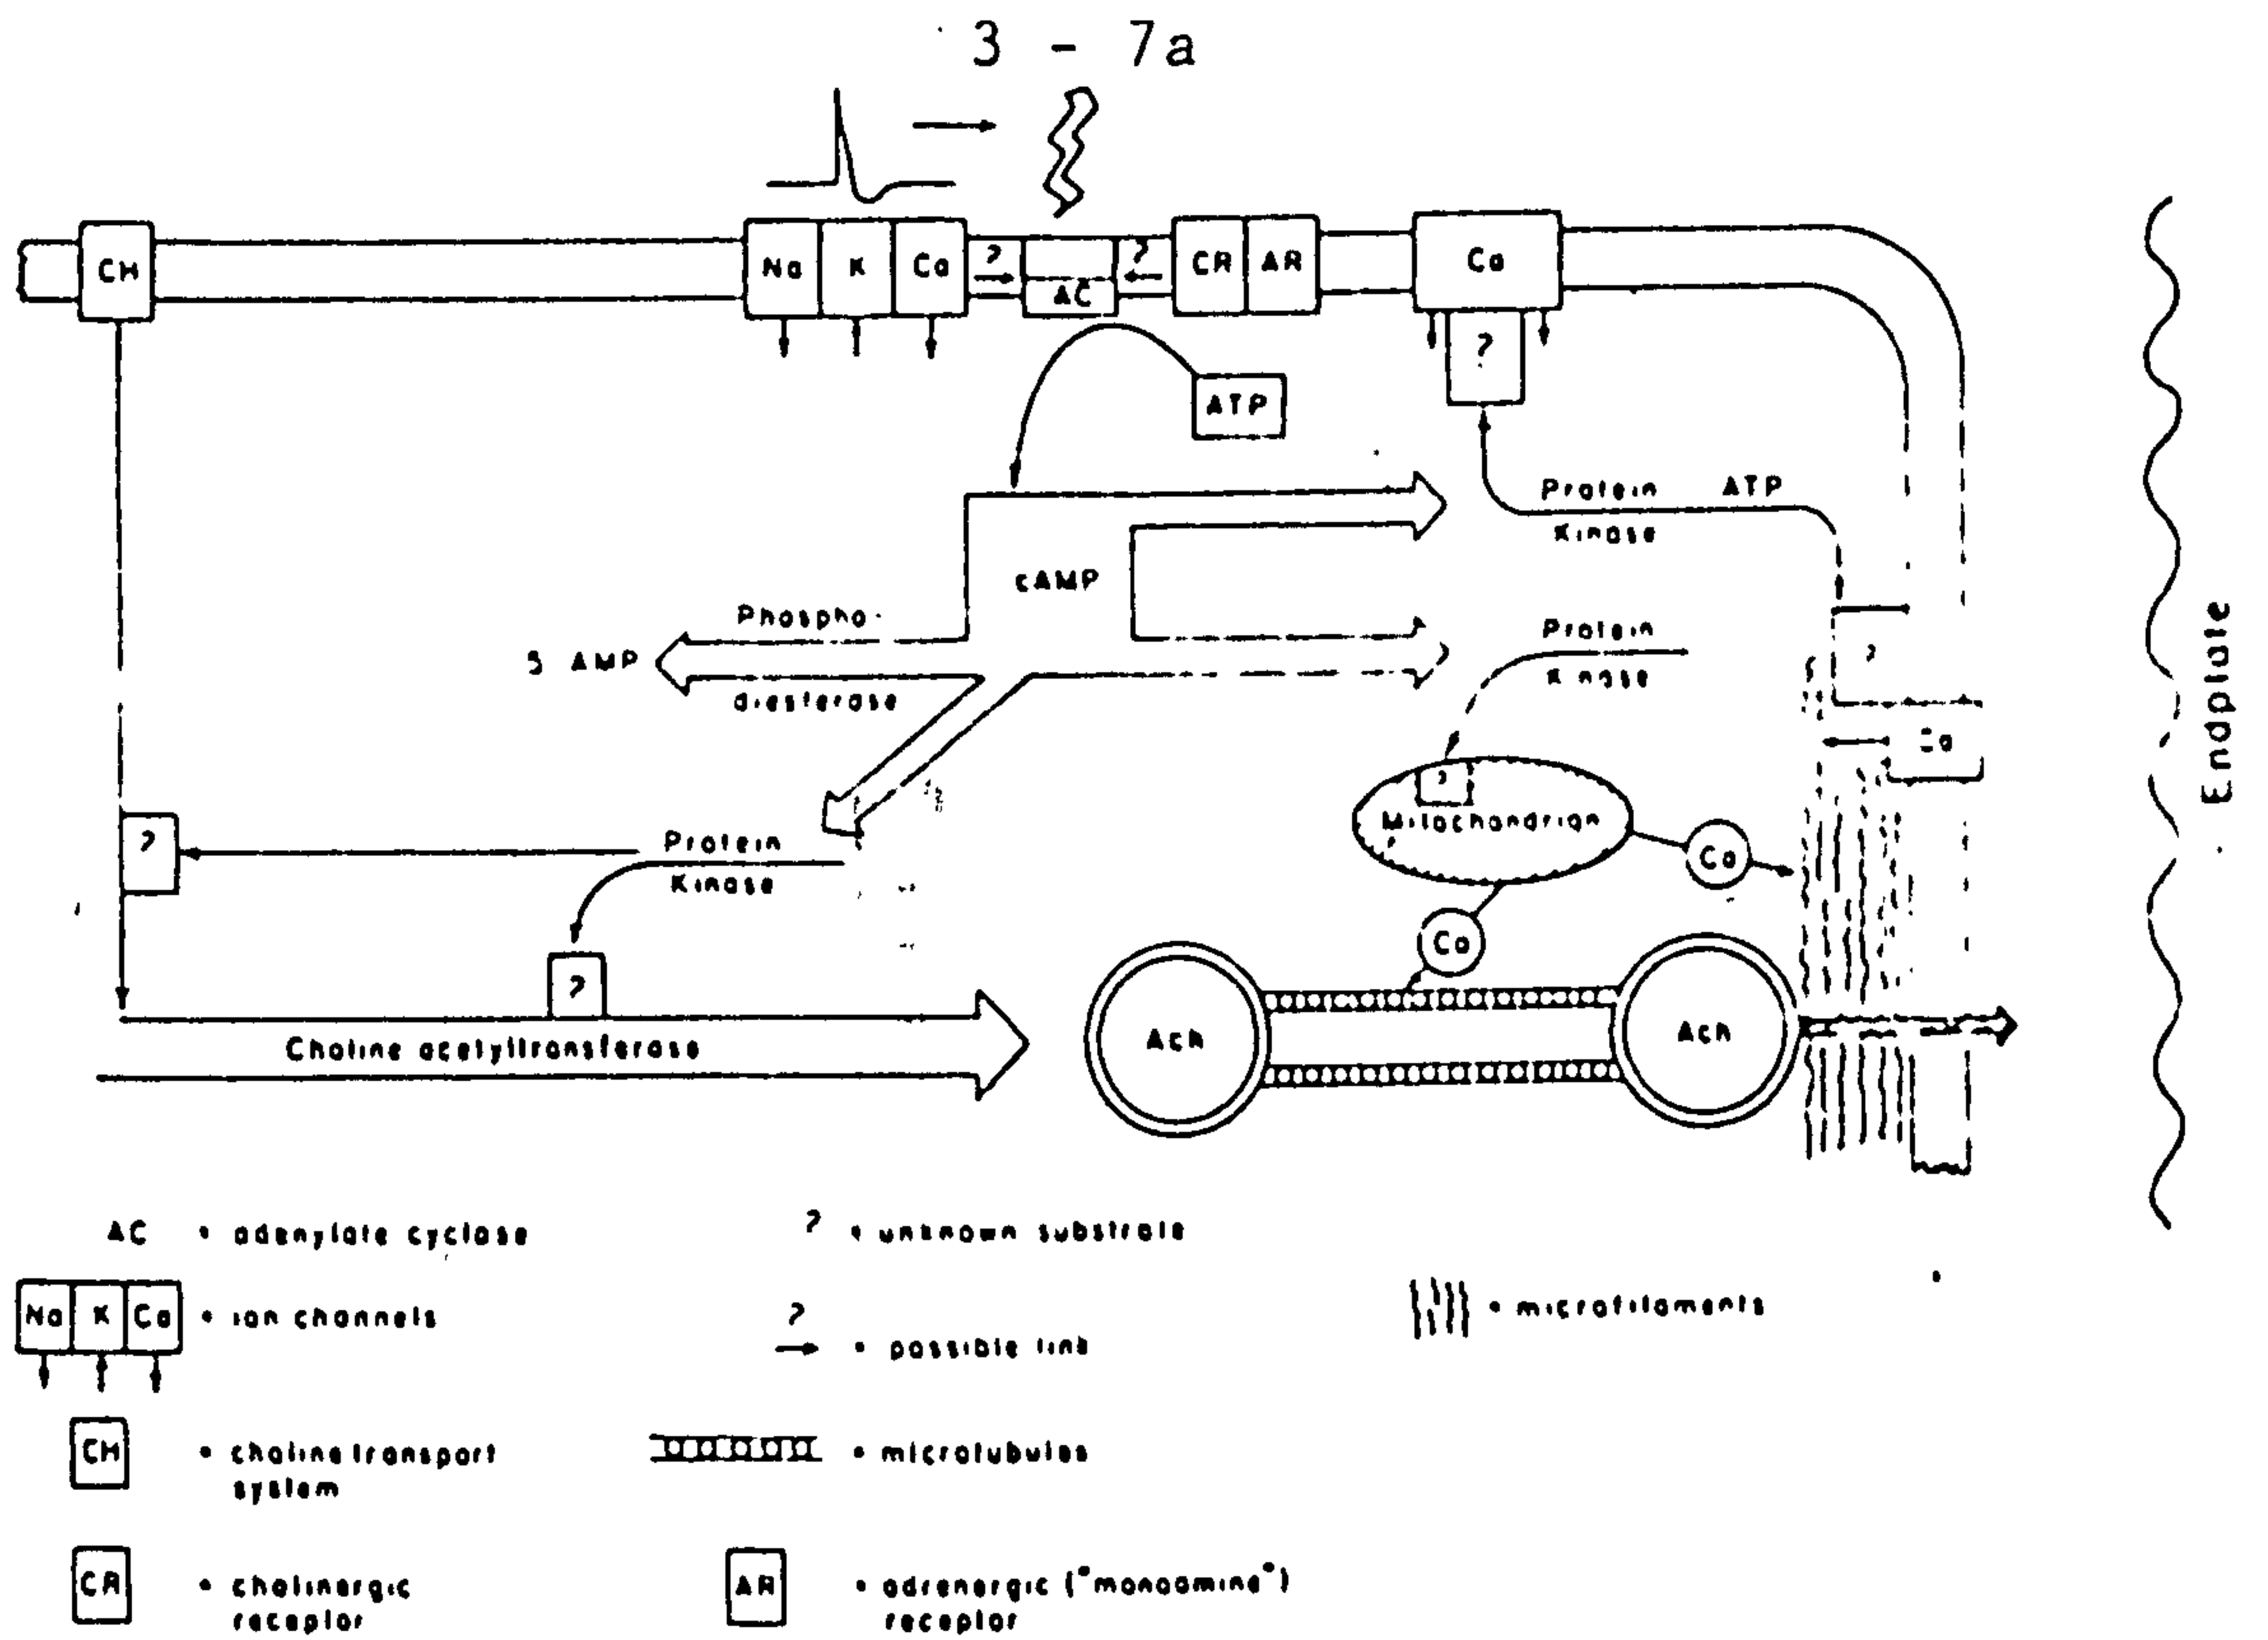 3 - 7a
CH
Na K Ca ? AC ? CR AR Ca
?
ATP
Protein ATP
Kinase
cAMP
Phospho-
5 AMP
diesterase
Protein
Kinase
?
Ca
Endplate
?
Mitochondrion
Ca
?
Protein
Kinase
Ca
?
Choline acetyltransferase
Ach
Ach
AC = adenylate cyclase
? = unknown substrate
Na K Ca = ion channels
?
= possible link
= microfilaments
CH = choline transport
system
= microtubules
CR = cholinergic
receptor
AR = adrenergic ("monoamine")
receptor